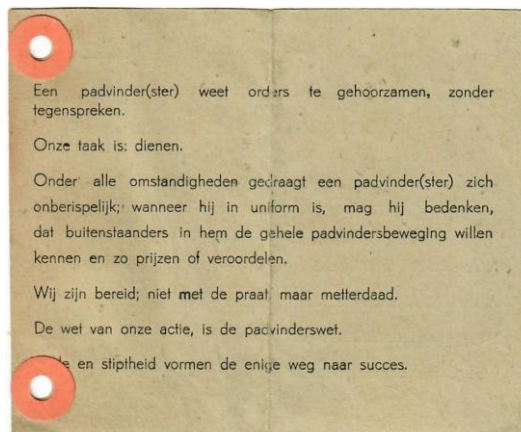 Een padvinder(ster) weet orders te gehoorzamen, zonder
tegenspreken.
Onze taak is: dienen.
Onder alle omstandigheden gedraagt een padvinder(ster) zich
onberispelijk; wanneer hij in uniform is, mag hij bedenken,
dat buitenstaanders in hem de gehele padvindersbeweging willen
kennen en zo prijzen of veroordelen.
Wij zijn bereid; niet met de praat maar metterdaad.
De wet van onze actie, is de padvinderswet.
en stiptheid vormen de enige weg naar succes.